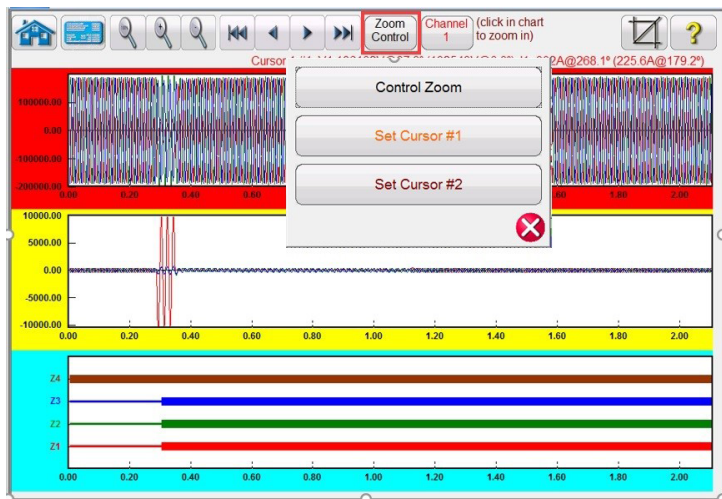 Zoom
Control
Channel
1
(click in chart
to zoom in)
?
Cursor
(225.6A@179.2º)
Control Zoom
Set Cursor #1
Set Cursor #2
100000.00
0.00
-100000.00
-200000.00
0.00 0.20 0.40 0.60 1.60 1.80 2.00
10000.00
5000.00
0.00
-5000.00
-10000.00
0.00 0.20 0.40 0.60 0.80 1.00 1.20 1.40 1.60 1.80 2.00
Z4
Z3
Z2
Z1
0.00 0.20 0.40 0.60 0.80 1.00 1.20 1.40 1.60 1.80 2.00